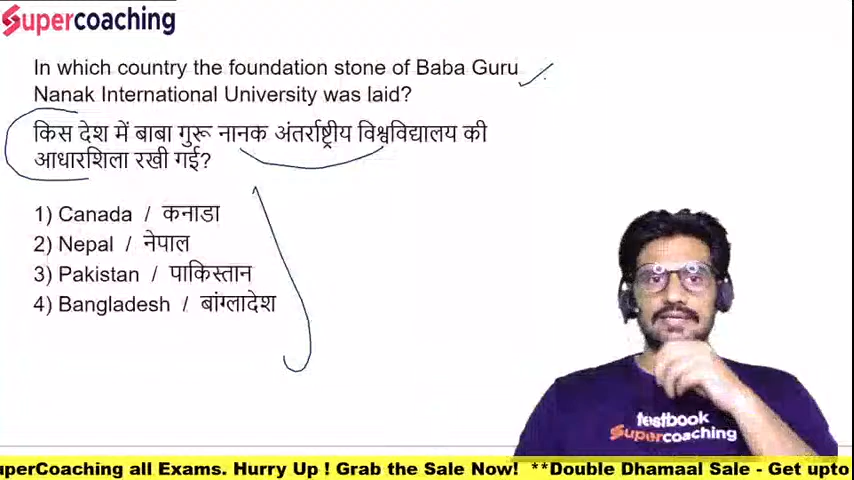 Supercoaching
In which country the foundation stone of Baba Guru
Nanak International University was laid?
किस देश में बाबा गुरू नानक अंतर्राष्ट्रीय विश्वविद्यालय की
आधारशिला रखी गई?
1) Canada / कनाडा
2) Nepal / नेपाल
3) Pakistan / पाकिस्तान
4) Bangladesh / बांग्लादेश
testbook
Supercoaching
uperCoaching all Exams. Hurry Up ! Grab the Sale Now! **Double Dhamaal Sale - Get upto